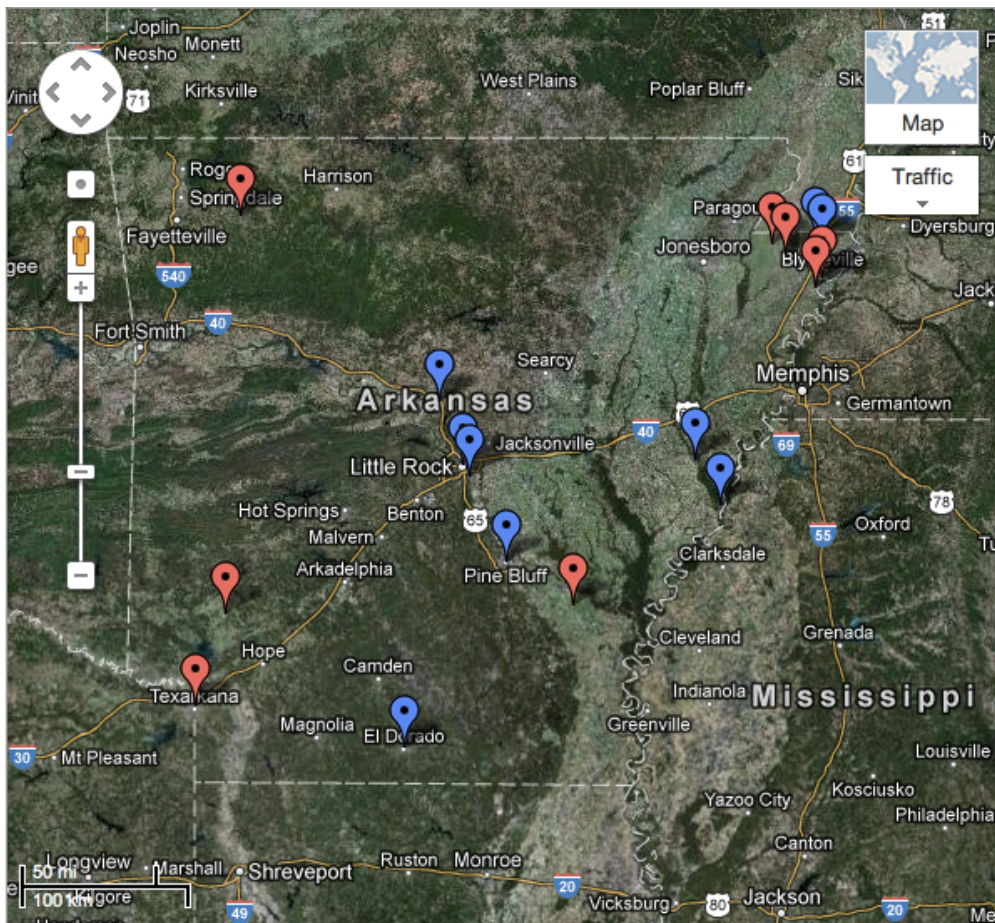 Joplin
51
Neosho
Monett
71
Kirksville
West Plains
Poplar Bluff
Map
61
Traffic
Harrison
Fayetteville
Paragou
55
Dyersburg
Jonesboro
540
40
Fort Smith
Searcy
Memphis
Arkansas
Germantown
40
69
Jacksonville
Little Rock
Hot Springs
Benton
65
78
Oxford
Malvern
55
Clarksdale
Arkadelphia
Pine Bluff
Cleveland
Grenada
Hope
Camden
Texarkana
Indianola
Mississippi
Magnolia
El Dorado
Greenville
30
Mt Pleasant
Louisville
Kosciusko
Yazoo City
Philadelphia
Canton
Longview
Marshall
Shreveport
Ruston
Monroe
50 mi
20
100 km
Kilgore
49
Vicksburg
80
Jackson
20